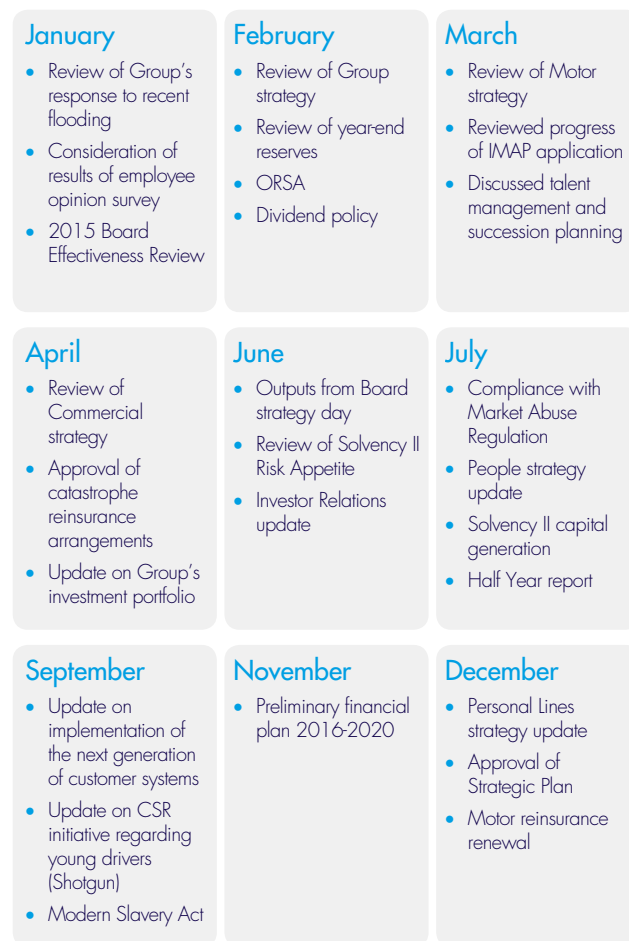 January
• Review of Group’s
response to recent
flooding
• Consideration of
results of employee
opinion survey
• 2015 Board
Effectiveness Review
February
• Review of Group
strategy
• Review of year-end
reserves
• ORSA
• Dividend policy
March
• Review of Motor
strategy
• Reviewed progress
of IMAP application
• Discussed talent
management and
succession planning
April
• Review of
Commercial
strategy
• Approval of
catastrophe
reinsurance
arrangements
• Update on Group’s
investment portfolio
June
• Outputs from Board
strategy day
• Review of Solvency II
Risk Appetite
• Investor Relations
update
July
• Compliance with
Market Abuse
Regulation
• People strategy
update
• Solvency II capital
generation
• Half Year report
September
• Update on
implementation of
the next generation
of customer systems
• Update on CSR
initiative regarding
young drivers
(Shotgun)
• Modern Slavery Act
November
• Preliminary financial
plan 2016-2020
December
• Personal Lines
strategy update
• Approval of
Strategic Plan
• Motor reinsurance
renewal